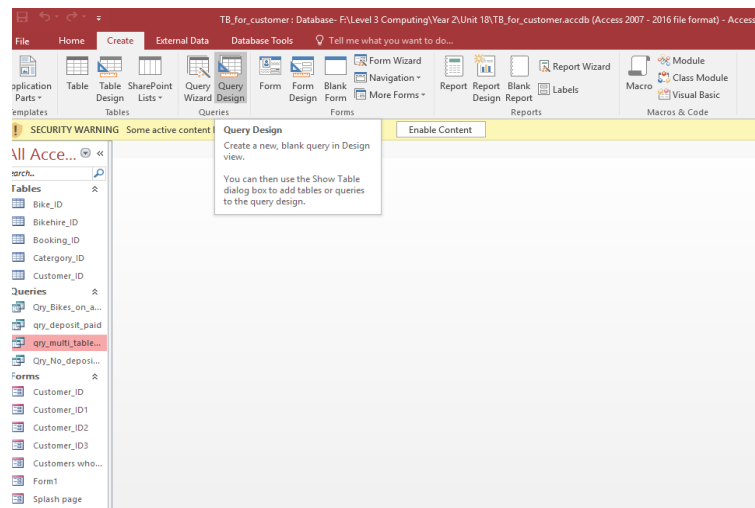 TB_for_customer : Database- F:\Level 3 Computing\Year 2\Unit 18\TB_for_customer.accdb (Access 2007 - 2016 file format) - Access
File Home Create External Data Database Tools Tell me what you want to do...
pplication Parts
Table
Table Design
SharePoint Lists
Query Wizard
Query Design
Form
Form Design
Blank Form
Form Wizard
Navigation
More Forms
Report
Report Design
Blank Report
Report Wizard
Labels
Macro
Module
Class Module
Visual Basic
emplates Tables Queries Forms Reports Macros & Code
SECURITY WARNING Some active content Enable Content
Query Design
Create a new, blank query in Design
view.
You can then use the Show Table
dialog box to add tables or queries
to the query design.
All Acce...
earch..
Tables
Bike_ID
Bikehire_ID
Booking_ID
Catergory_ID
Customer_ID
Queries
Qry_Bikes_on_a...
qry_deposit_paid
qry_multi_table...
Qry_No_deposi...
Forms
Customer_ID
Customer_ID1
Customer_ID2
Customer_ID3
Customers who...
Form1
Splash page